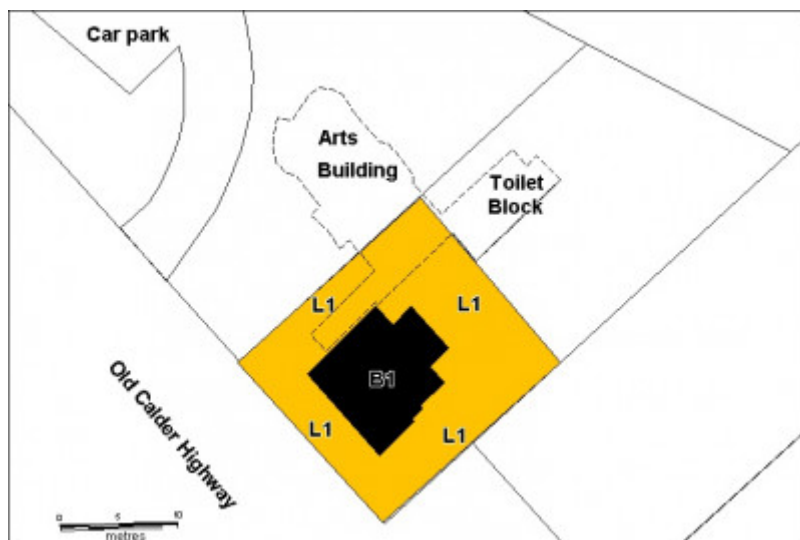 Car park
Arts
Building
Toilet
Block
L1
L1
B1
L1
L1
Old Calder Highway
0 5 10
metres